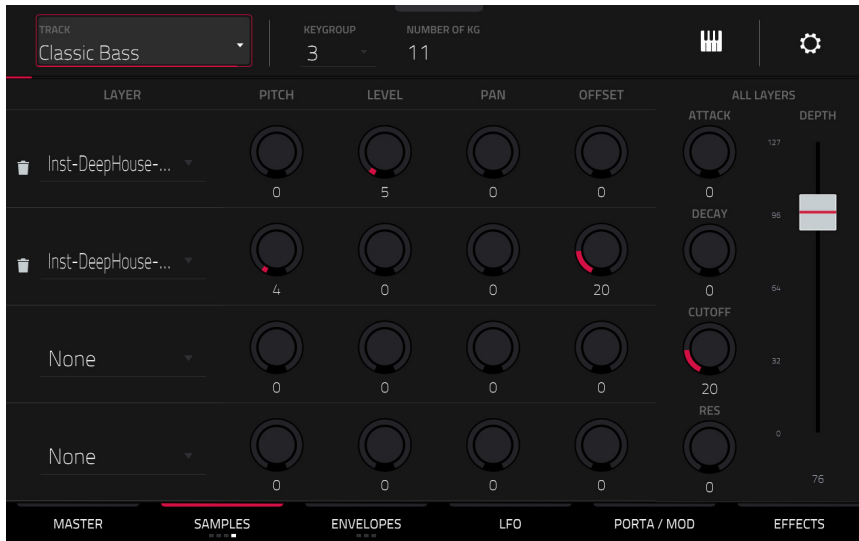 TRACK KEYGROUP NUMBER OF KG
Classic Bass 3 11
LAYER PITCH LEVEL PAN OFFSET ALL LAYERS
ATTACK DEPTH
127
Inst-DeepHouse-...
0 5 0 0 0
DECAY 96
Inst-DeepHouse-...
4 0 0 20 0 64
CUTOFF
None 32
0 0 0 0 20
RES
0
None
0 0 0 0 0 76
MASTER SAMPLES ENVELOPES LFO PORTA / MOD EFFECTS